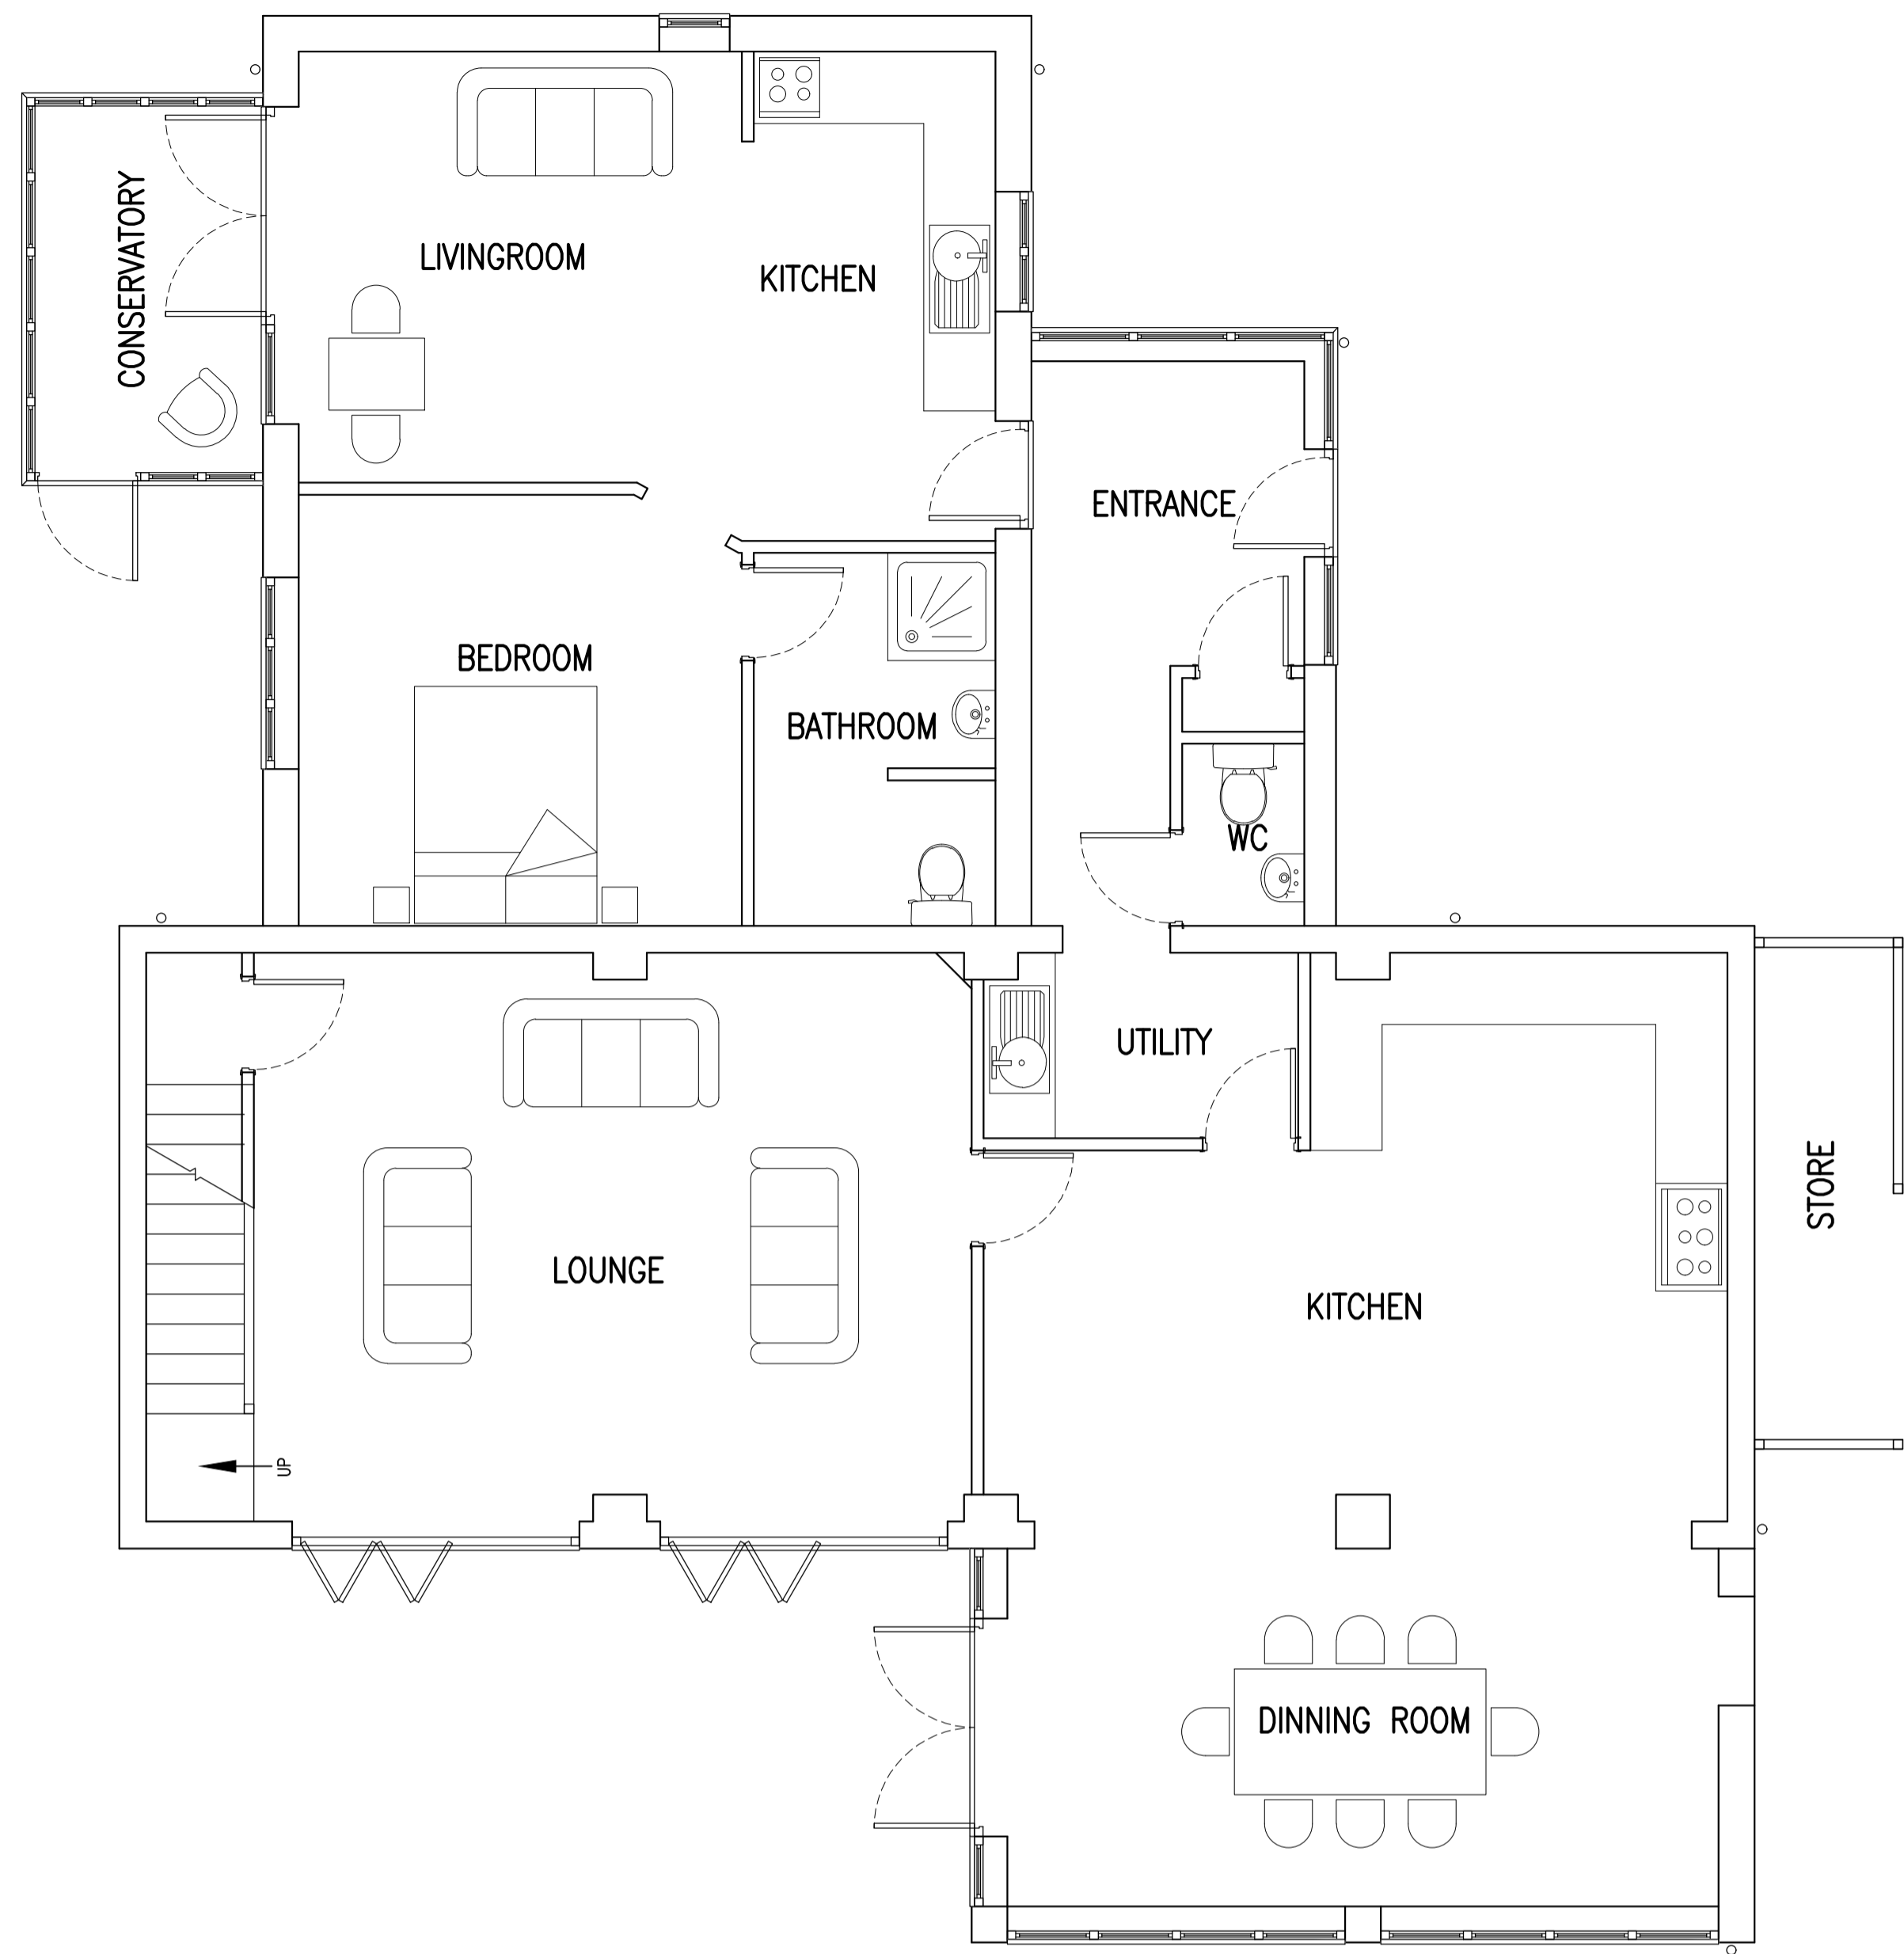 CONSERVATORY
LIVINGROOM
KITCHEN
ENTRANCE
BEDROOM
BATHROOM
WC
UTILITY
STORE
LOUNGE
KITCHEN
UP
DINNING ROOM